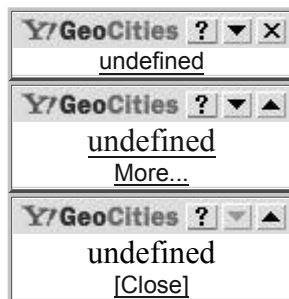 Y!GeoCities ?
undefined
Y!GeoCities ?
undefined
More...
Y!GeoCities ?
undefined
[Close]